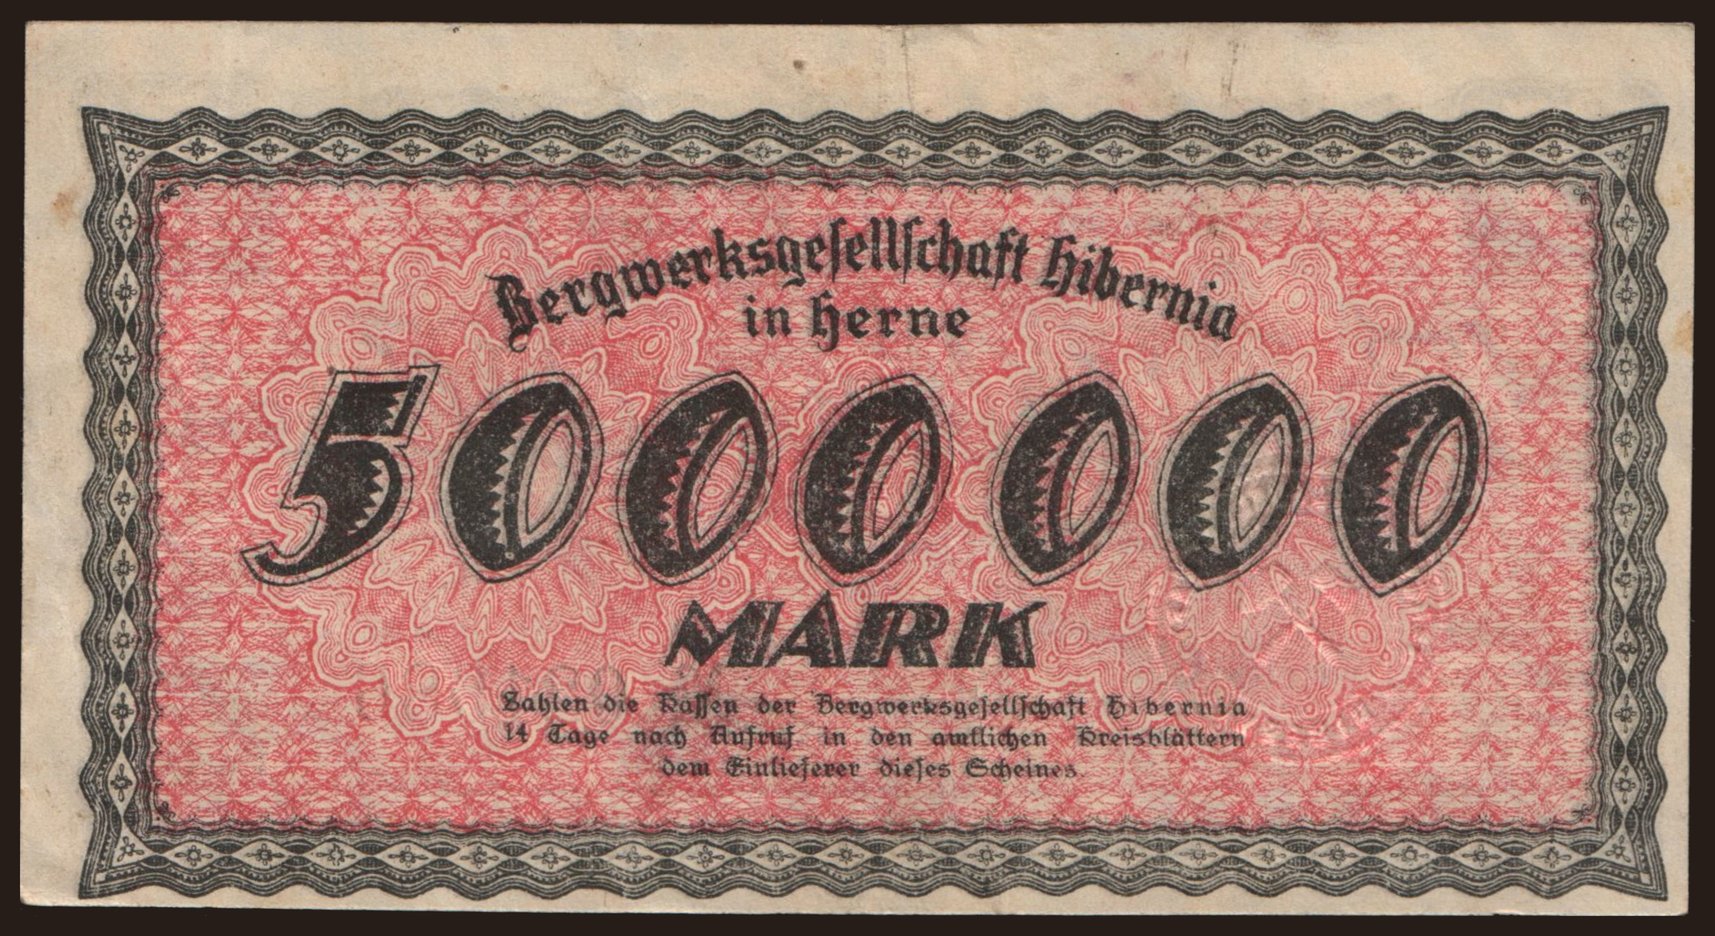 Bergwerksgesellschaft Hibernia
in Herne
5000000
MARK
Zahlen die Kassen der Bergwerksgesellschaft Hibernia
14 Tage nach Aufruf in den amtlichen Kreisblättern
dem Einlieferer dieses Scheines.